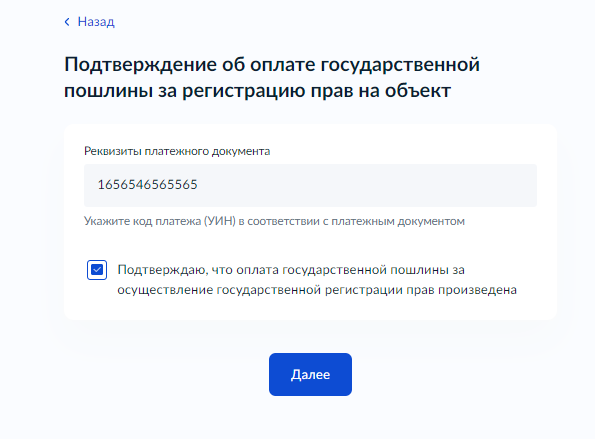 Назад
Подтверждение об оплате государственной
пошлины за регистрацию прав на объект
Реквизиты платежного документа
1656546565565
Укажите код платежа (УИН) в соответствии с платежным документом
Подтверждаю, что оплата государственной пошлины за
осуществление государственной регистрации прав произведена
Далее